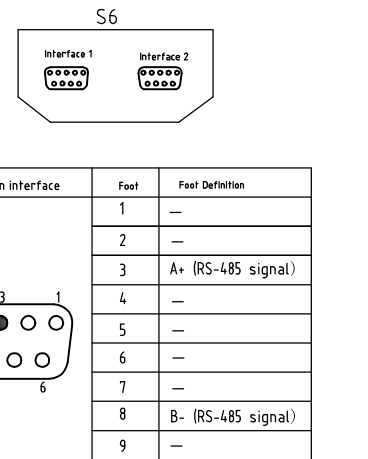 S6
Interface 1
Interface 2
n interface
Foot
Foot Definition
1
—
2
—
3
A+ (RS-485 signal)
4
—
5
—
6
—
7
—
8
B- (RS-485 signal)
9
—
3
1
6